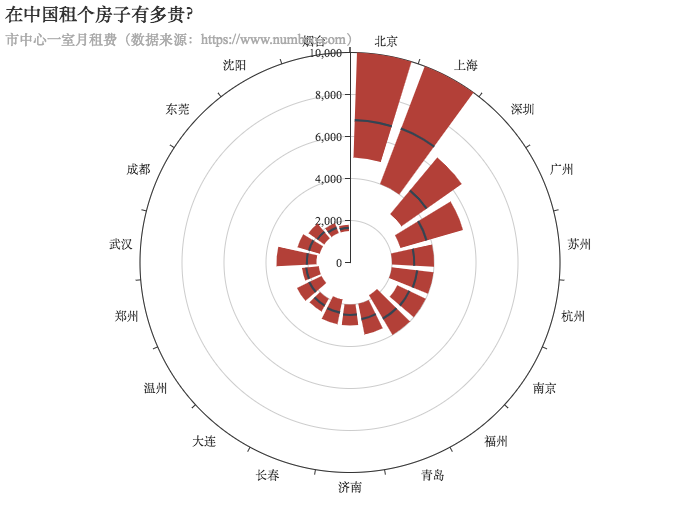 在中国租个房子有多贵?
市中心一室月租费（数据来源：https://www.numbeo.com）
烟台
北京
上海
深圳
广州
苏州
杭州
南京
福州
青岛
济南
长春
大连
温州
郑州
武汉
成都
东莞
沈阳
10,000
8,000
6,000
4,000
2,000
0